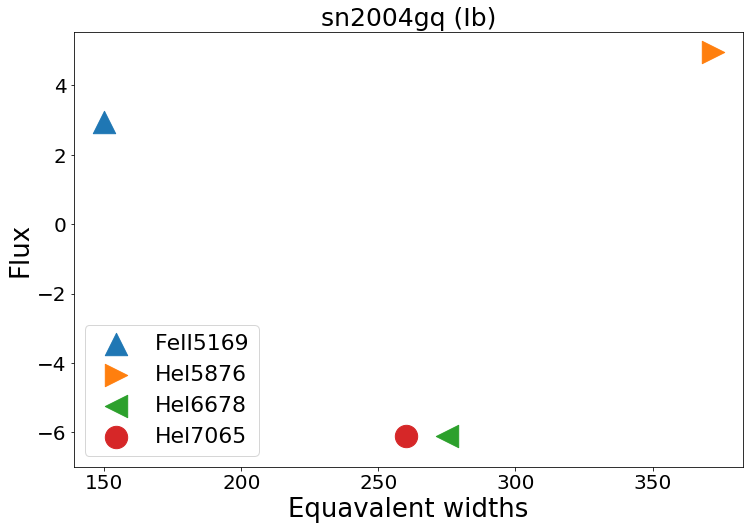 sn2004gq (Ib)
Flux
4
2
0
−2
−4
−6
FeII5169
HeI5876
HeI6678
HeI7065
150 200 250 300 350
Equavalent widths